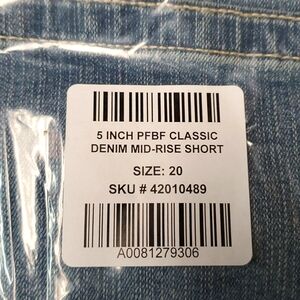 5 INCH PFBF CLASSIC
DENIM MID-RISE SHORT
SIZE: 20
SKU # 42010489
A0081279306